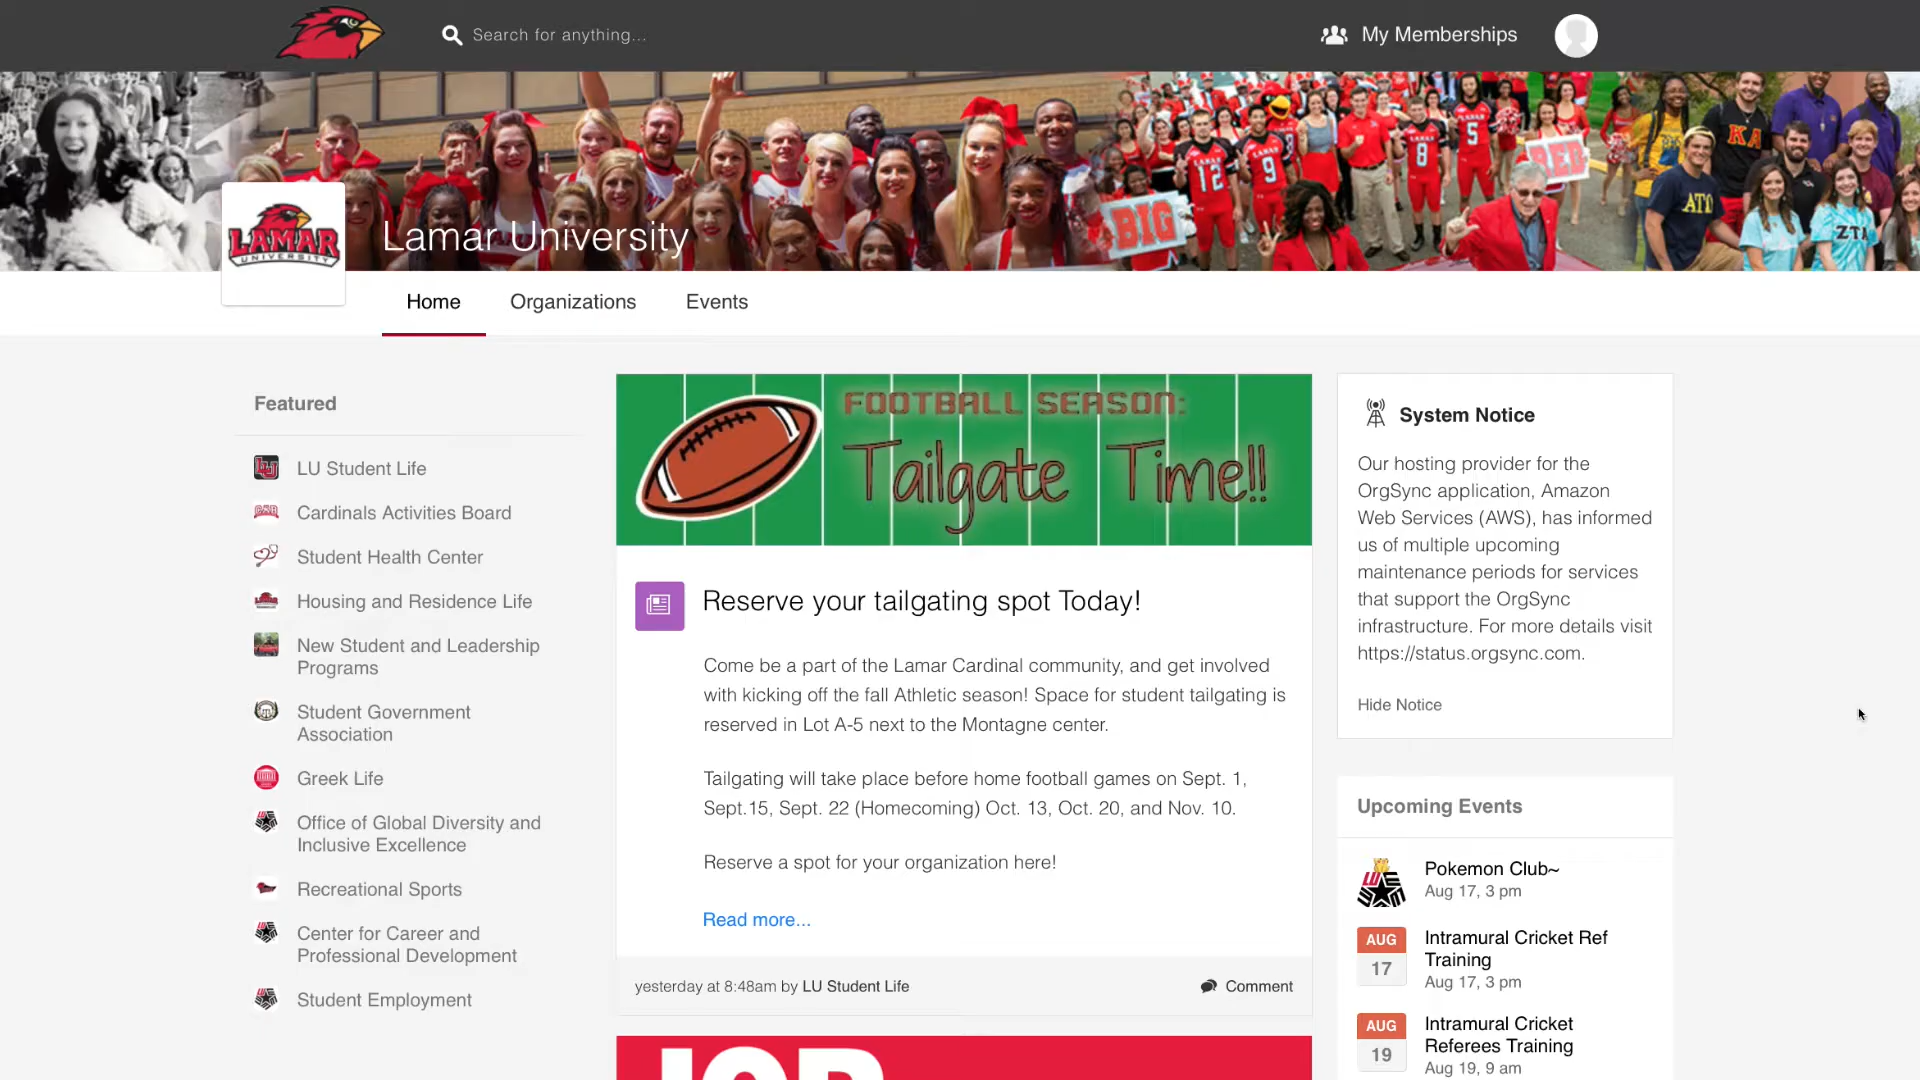 Search for anything...
My Memberships
LAMAR
UNIVERSITY
Lamar University
BIG
RED
12
9
8
5
KA
ZTA
Home
Organizations
Events
Featured
LU Student Life
Cardinals Activities Board
Student Health Center
Housing and Residence Life
New Student and Leadership
Programs
Student Government
Association
Greek Life
Office of Global Diversity and
Inclusive Excellence
Recreational Sports
Center for Career and
Professional Development
Student Employment
FOOTBALL SEASON:
Tailgate Time!!
Reserve your tailgating spot Today!
Come be a part of the Lamar Cardinal community, and get involved
with kicking off the fall Athletic season! Space for student tailgating is
reserved in Lot A-5 next to the Montagne center.
Tailgating will take place before home football games on Sept. 1,
Sept.15, Sept. 22 (Homecoming) Oct. 13, Oct. 20, and Nov. 10.
Reserve a spot for your organization here!
Read more...
yesterday at 8:48am by LU Student Life
Comment
System Notice
Our hosting provider for the
OrgSync application, Amazon
Web Services (AWS), has informed
us of multiple upcoming
maintenance periods for services
that support the OrgSync
infrastructure. For more details visit
https://status.orgsync.com.
Hide Notice
Upcoming Events
Pokemon Club~
Aug 17, 3 pm
AUG
17
Intramural Cricket Ref
Training
Aug 17, 3 pm
AUG
19
Intramural Cricket
Referees Training
Aug 19, 9 am